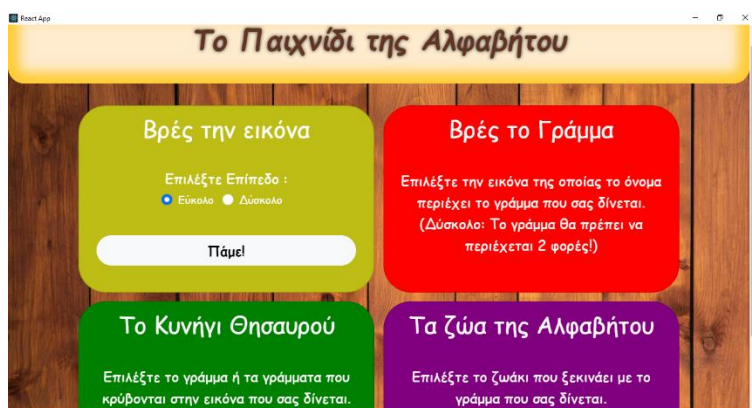 React App
Το Παιχνίδι της Αλφαβήτου
Βρές την εικόνα
Επιλέξτε Επίπεδο :
Εύκολο Δύσκολο
Πάμε!
Βρές το Γράμμα
Επιλέξτε την εικόνα της οποίας το όνομα
περιέχει το γράμμα που σας δίνεται.
(Δύσκολο: Το γράμμα θα πρέπει να
περιέχεται 2 φορές!)
Το Κυνήγι Θησαυρού
Επιλέξτε το γράμμα ή τα γράμματα που
κρύβονται στην εικόνα που σας δίνεται.
Τα ζώα της Αλφαβήτου
Επιλέξτε το ζωάκι που ξεκινάει με το
γράμμα που σας δίνεται.